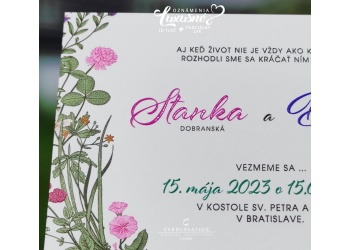 OZNÁMENIA
Luxusné
AJ KEĎ ŽIVOT NIE JE VŽDY AKO
ROZHODLI SME SA KRÁČAŤ NÍM
Stanka a
DOBRANSKÁ
VEZMEME SA ...
15. mája 2023 o 15.0
V KOSTOLE SV. PETRA A
V BRATISLAVE.